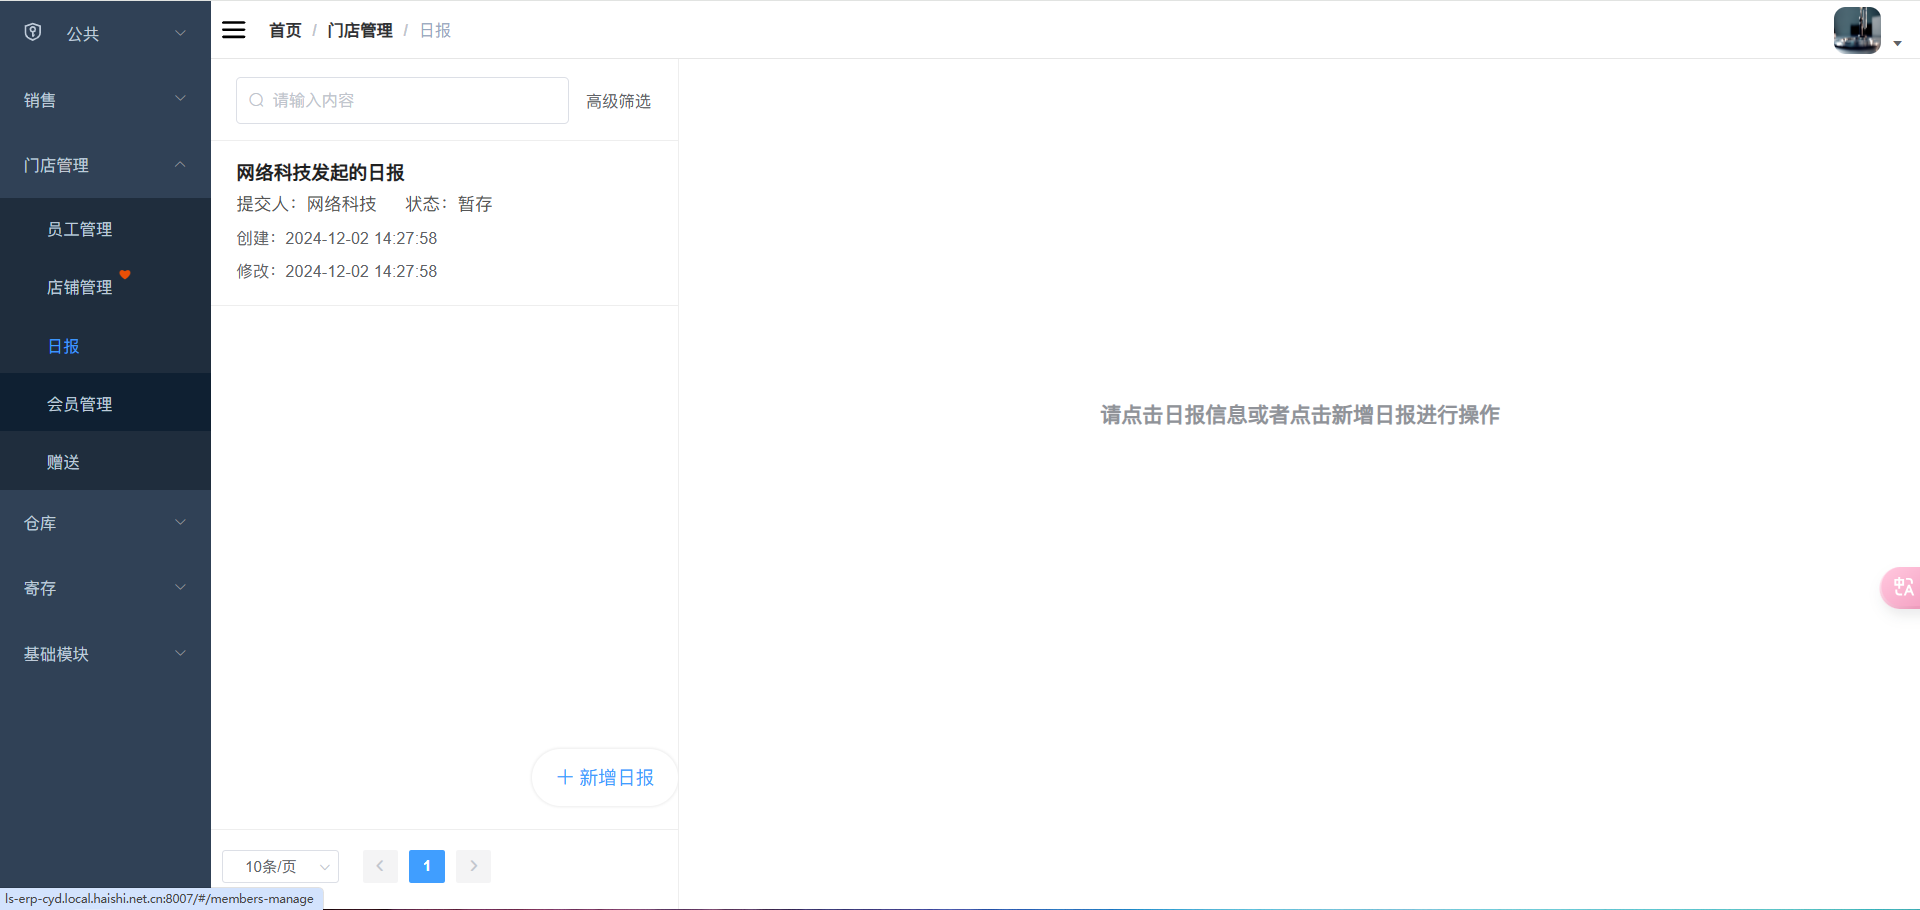 公共
销售
门店管理
员工管理
店铺管理
日报
会员管理
赠送
仓库
寄存
基础模块
首页 / 门店管理 / 日报
请输入内容
高级筛选
网络科技发起的日报
提交人：网络科技 状态：暂存
创建：2024-12-02 14:27:58
修改：2024-12-02 14:27:58
新增日报
10条/页
1
请点击日报信息或者点击新增日报进行操作
中A
ls-erp-cyd.local.haishi.net.cn:8007/#/members-manage